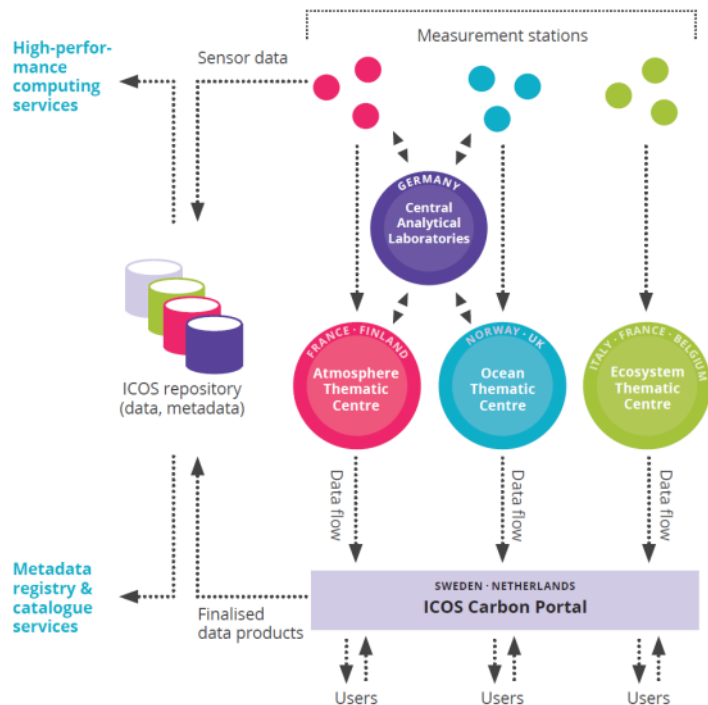 High-perfor-
mance
computing
services
Sensor data
Measurement stations
GERMANY
Central
Analytical
Laboratories
ICOS repository
(data, metadata)
FRANCE · FINLAND
Atmosphere
Thematic
Centre
NORWAY · UK
Ocean
Thematic
Centre
ITALY · FRANCE · BELGIUM
Ecosystem
Thematic
Centre
Data flow
Data flow
Data flow
Metadata
registry &
catalogue
services
Finalised
data products
SWEDEN · NETHERLANDS
ICOS Carbon Portal
Users
Users
Users